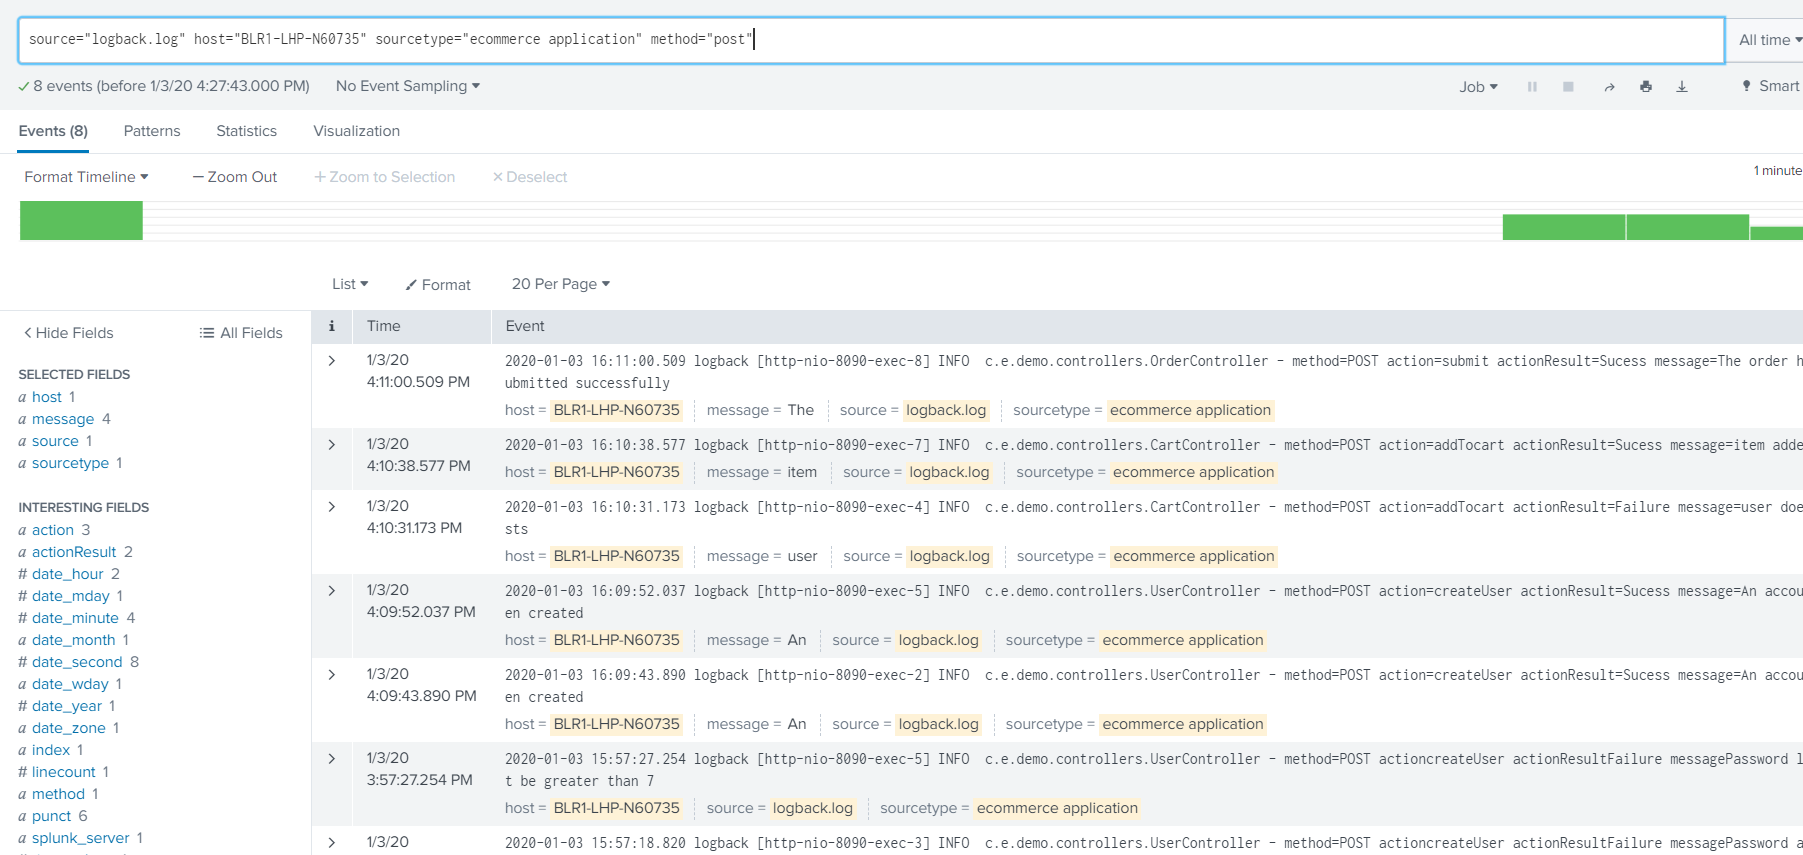 source="logback.log" host="BLR1-LHP-N60735" sourcetype="ecommerce application" method="post"
All time
8 events (before 1/3/20 4:27:43.000 PM) No Event Sampling
Job Smart
Events (8) Patterns Statistics Visualization
Format Timeline — Zoom Out + Zoom to Selection × Deselect
1 minute
List Format 20 Per Page
< Hide Fields All Fields
SELECTED FIELDS
a host 1
a message 4
a source 1
a sourcetype 1
INTERESTING FIELDS
a action 3
a actionResult 2
# date_hour 2
# date_mday 1
# date_minute 4
a date_month 1
# date_second 8
a date_wday 1
# date_year 1
a date_zone 1
a index 1
# linecount 1
a method 1
a punct 6
a splunk_server 1
i Time Event
> 1/3/20
4:11:00.509 PM
2020-01-03 16:11:00.509 logback [http-nio-8090-exec-8] INFO c.e.demo.controllers.OrderController - method=POST action=submit actionResult=Sucess message=The order h
ubmitted successfully
host = BLR1-LHP-N60735 message = The source = logback.log sourcetype = ecommerce application
> 1/3/20
4:10:38.577 PM
2020-01-03 16:10:38.577 logback [http-nio-8090-exec-7] INFO c.e.demo.controllers.CartController - method=POST action=addTocart actionResult=Sucess message=item adde
host = BLR1-LHP-N60735 message = item source = logback.log sourcetype = ecommerce application
> 1/3/20
4:10:31.173 PM
2020-01-03 16:10:31.173 logback [http-nio-8090-exec-4] INFO c.e.demo.controllers.CartController - method=POST action=addTocart actionResult=Failure message=user doe
sts
host = BLR1-LHP-N60735 message = user source = logback.log sourcetype = ecommerce application
> 1/3/20
4:09:52.037 PM
2020-01-03 16:09:52.037 logback [http-nio-8090-exec-5] INFO c.e.demo.controllers.UserController - method=POST action=createUser actionResult=Sucess message=An accou
en created
host = BLR1-LHP-N60735 message = An source = logback.log sourcetype = ecommerce application
> 1/3/20
4:09:43.890 PM
2020-01-03 16:09:43.890 logback [http-nio-8090-exec-2] INFO c.e.demo.controllers.UserController - method=POST action=createUser actionResult=Sucess message=An accou
en created
host = BLR1-LHP-N60735 message = An source = logback.log sourcetype = ecommerce application
> 1/3/20
3:57:27.254 PM
2020-01-03 15:57:27.254 logback [http-nio-8090-exec-5] INFO c.e.demo.controllers.UserController - method=POST actioncreateUser actionResultFailure messagePassword l
t be greater than 7
host = BLR1-LHP-N60735 source = logback.log sourcetype = ecommerce application
> 1/3/20
2020-01-03 15:57:18.820 logback [http-nio-8090-exec-3] INFO c.e.demo.controllers.UserController - method=POST actioncreateUser actionResultFailure messagePassword a